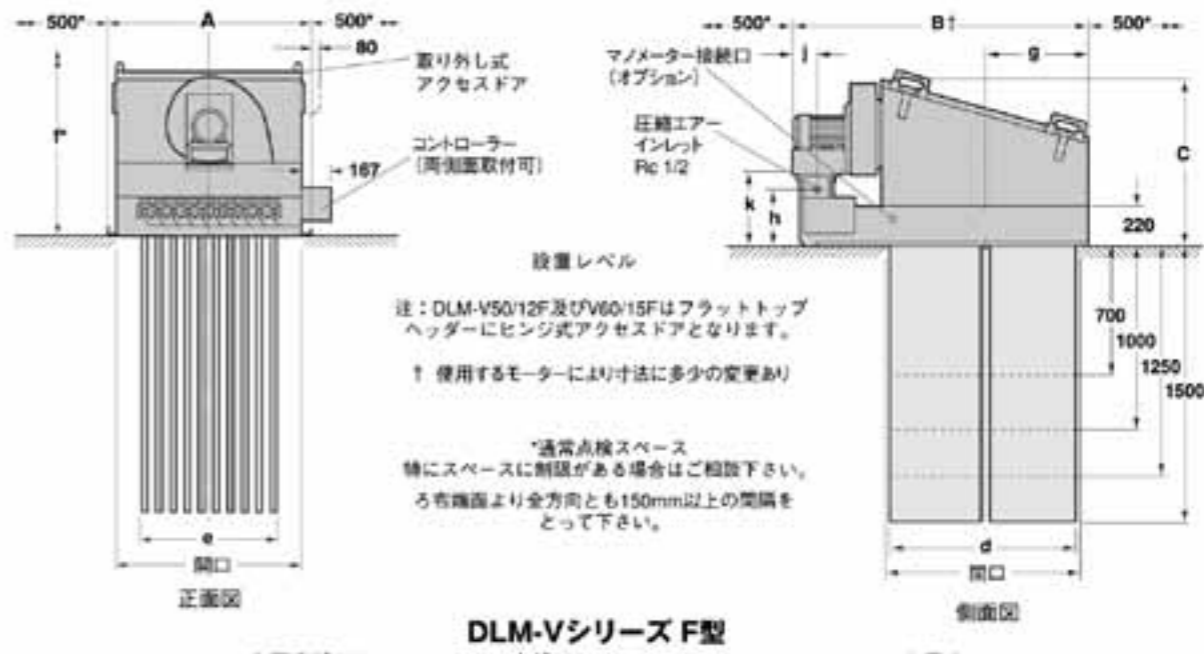 500*
A
500*
80
取り外し式
アクセスドア
コントローラー
(両側面取付可)
167
f*
e
開口
正面図
500*
B†
500*
j
g
マノメーター接続口
(オプション)
圧縮エアー
インレット
Rc 1/2
k
h
C
220
設置レベル
700
1000
1250
1500
注：DLM-V50/12F及びV60/15Fはフラットトップ
ヘッダーにヒンジ式アクセスドアとなります。
† 使用するモーターにより寸法に多少の変更あり
*通常点検スペース
特にスペースに制限がある場合はご相談下さい。
ろ布端面より全方向とも150mm以上の間隔を
とって下さい。
d
開口
側面図
DLM-Vシリーズ F型